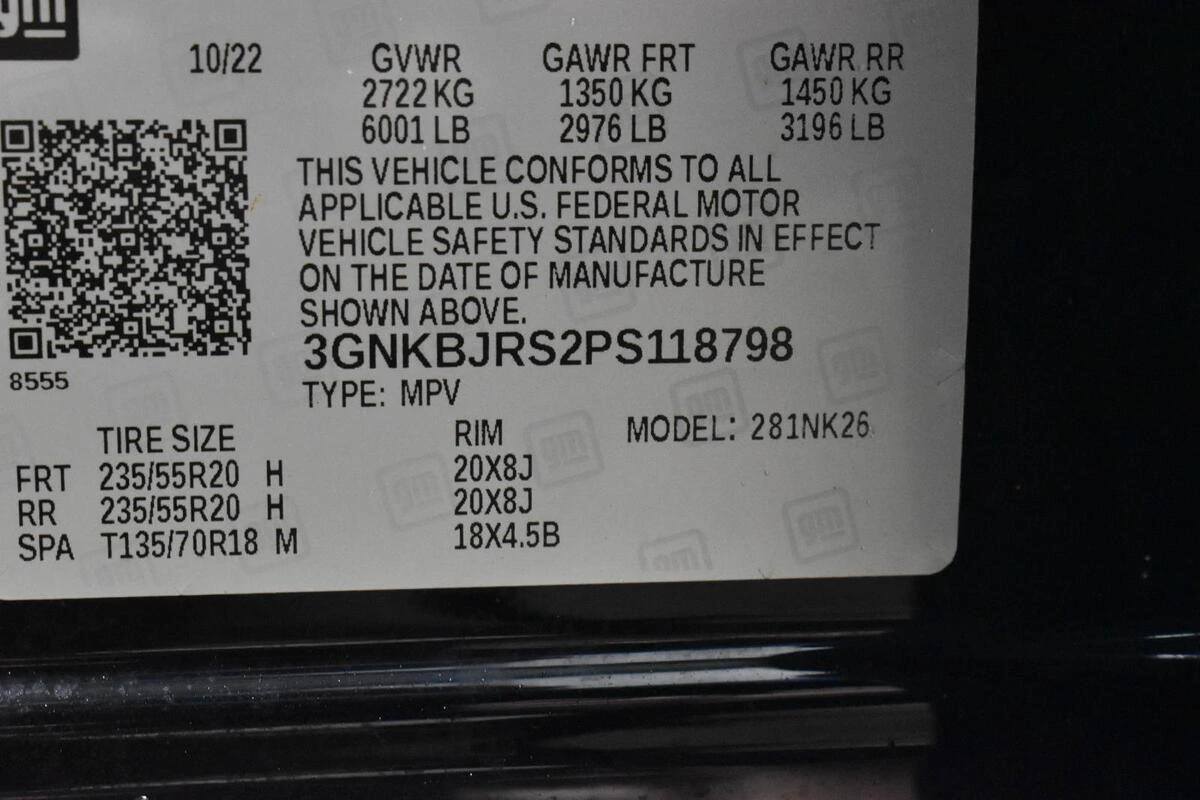 gm
10/22 GVWR GAWR FRT GAWR RR
2722 KG 1350 KG 1450 KG
6001 LB 2976 LB 3196 LB
THIS VEHICLE CONFORMS TO ALL
APPLICABLE U.S. FEDERAL MOTOR
VEHICLE SAFETY STANDARDS IN EFFECT
ON THE DATE OF MANUFACTURE
SHOWN ABOVE.
3GNKBJRS2PS118798
8555
TYPE: MPV
TIRE SIZE RIM MODEL: 281NK26
FRT 235/55R20 H 20X8J
RR 235/55R20 H 20X8J
SPA T135/70R18 M 18X4.5B